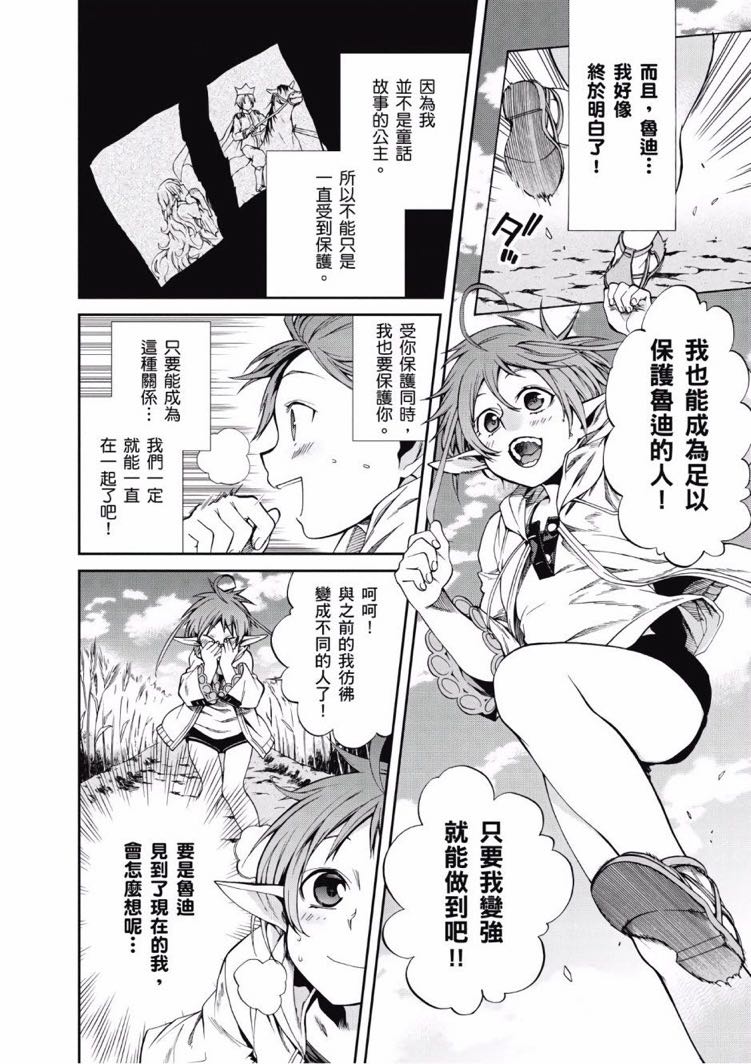 而且，魯迪…
我好像
終於明白了！
ダッ
我也能成為足以
保護魯迪的人！
只要我變強
就能做到吧!!
因為我
並不是童話
故事的公主。
所以不能只是
一直受到保護。
受你保護同時，
我也要保護你。
只要能成為
這種關係…
我們一定
就能一直
在一起了吧！
呵呵！
與之前的我彷彿
變成不同的人了！
要是魯迪
見到了現在的我，
會怎麼想呢…